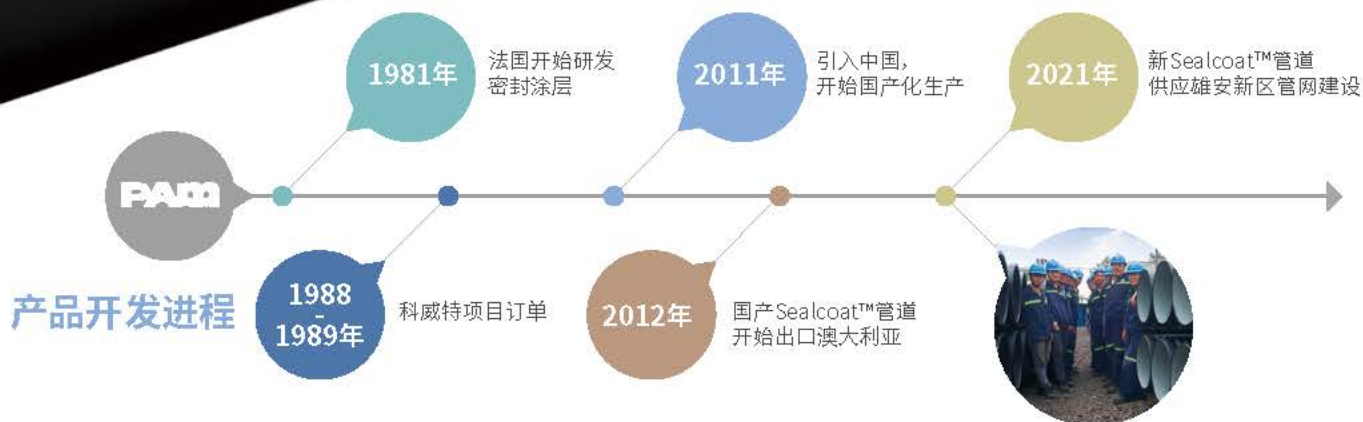 1981年
法国开始研发
密封涂层
2011年
引入中国，
开始国产化生产
2021年
新Sealcoat™管道
供应雄安新区管网建设
PAM
产品开发进程
1988
-
1989年
科威特项目订单
2012年
国产Sealcoat™管道
开始出口澳大利亚